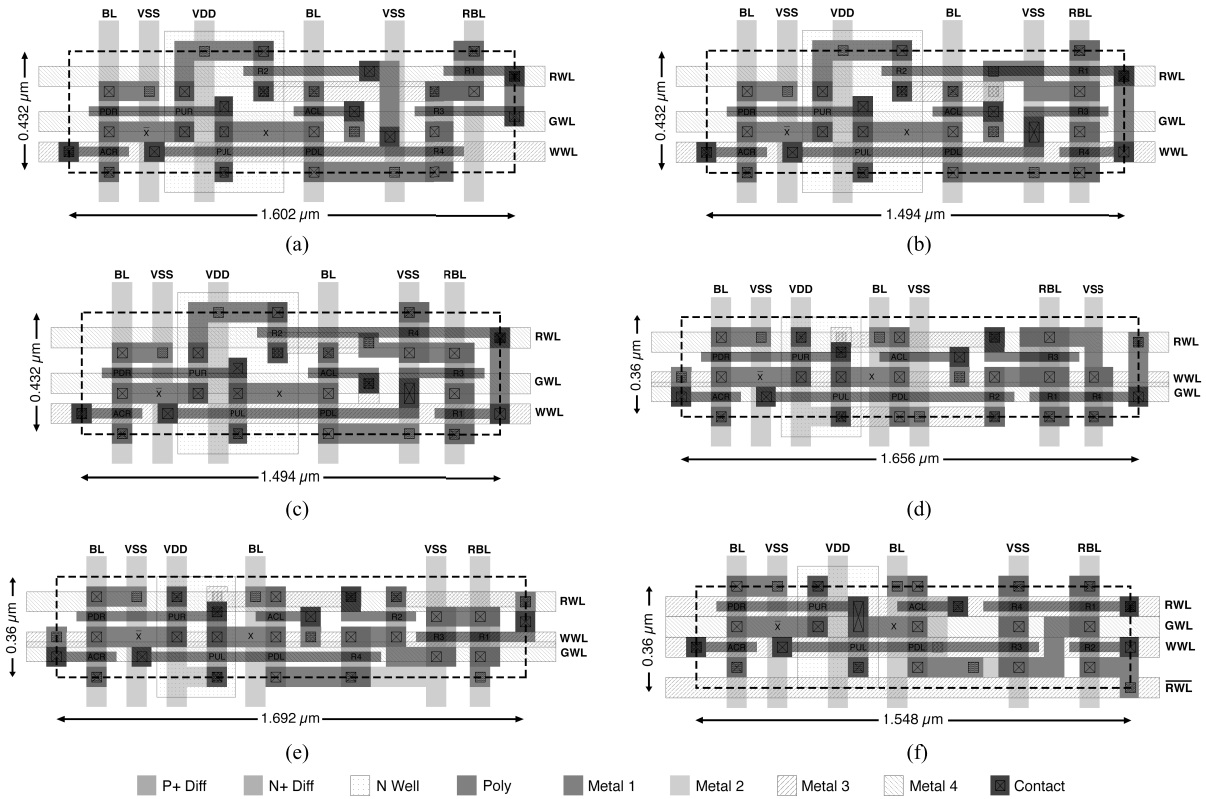 BL VSS VDD BL VSS RBL
0.432 μm
R2 R1
PDR PUR ACL R3
x̅ x
ACR PUL PDL R4
RWL
GWL
WWL
1.602 μm
(a)
BL VSS VDD BL VSS RBL
0.432 μm
R2 R1
PDR PUR ACL R3
x̅ x
ACR PUL PDL R4
RWL
GWL
WWL
1.494 μm
(b)
BL VSS VDD BL VSS RBL
0.432 μm
R2 R4
PDR PUR ACL R3
x̅ x
ACR PUL PDL R1
RWL
GWL
WWL
1.494 μm
(c)
BL VSS VDD BL VSS RBL VSS
0.36 μm
PDR PUR ACL R3
x̅ x
ACR PUL PDL R2 R1 R4
RWL
WWL
GWL
1.656 μm
(d)
BL VSS VDD BL VSS RBL
0.36 μm
PDR PUR ACL R2
x̅ x R3 R1
ACR PUL PDL R4
RWL
WWL
GWL
1.692 μm
(e)
BL VSS VDD BL VSS RBL
0.36 μm
PDR PUR ACL R4 R1
x̅ x
ACR PUL PDL R3 R2
RWL
GWL
WWL
R̅W̅L̅
1.548 μm
(f)
P+ Diff N+ Diff N Well Poly Metal 1 Metal 2 Metal 3 Metal 4 Contact